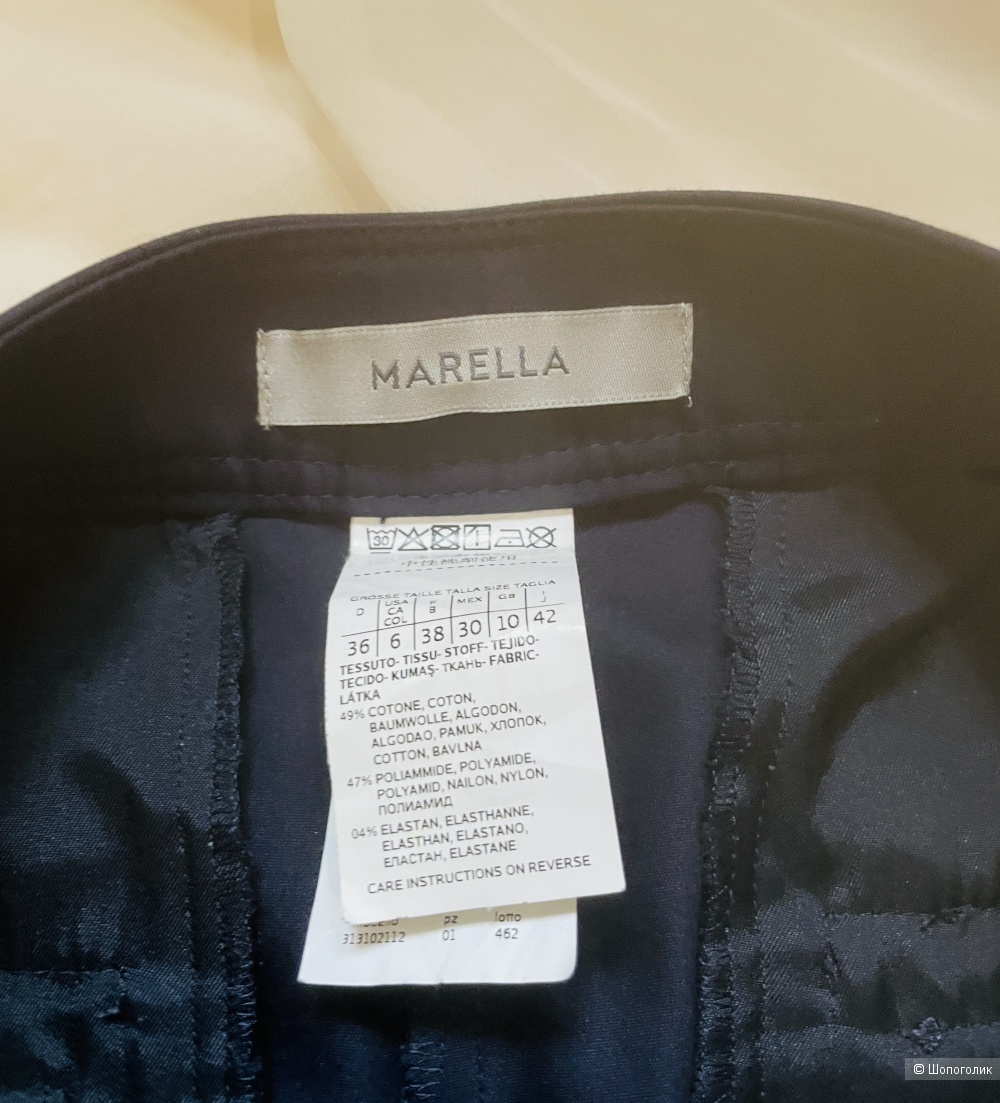 MARELLA
30
GROSSE TAILLE TALLA SIZE TAGLIA
D USA CA COL F B MEX GB I J
36 6 38 30 10 42
TESSUTO- TISSU- STOFF- TEJIDO-
TECIDO- KUMAŞ- ТКАНЬ- FABRIC-
LÁTKA
49% COTONE, COTON,
BAUMWOLLE, ALGODON,
ALGODAO, PAMUK, ХЛОПОК,
COTTON, BAVLNA
47% POLIAMMIDE, POLYAMIDE,
POLYAMID, NAILON, NYLON,
ПОЛИАМИД
04% ELASTAN, ELASTHANNE,
ELASTHAN, ELASTANO,
ЕЛАСТАН, ELASTANE
CARE INSTRUCTIONS ON REVERSE
pz lotto
313102112 01 462
© Шопоголик